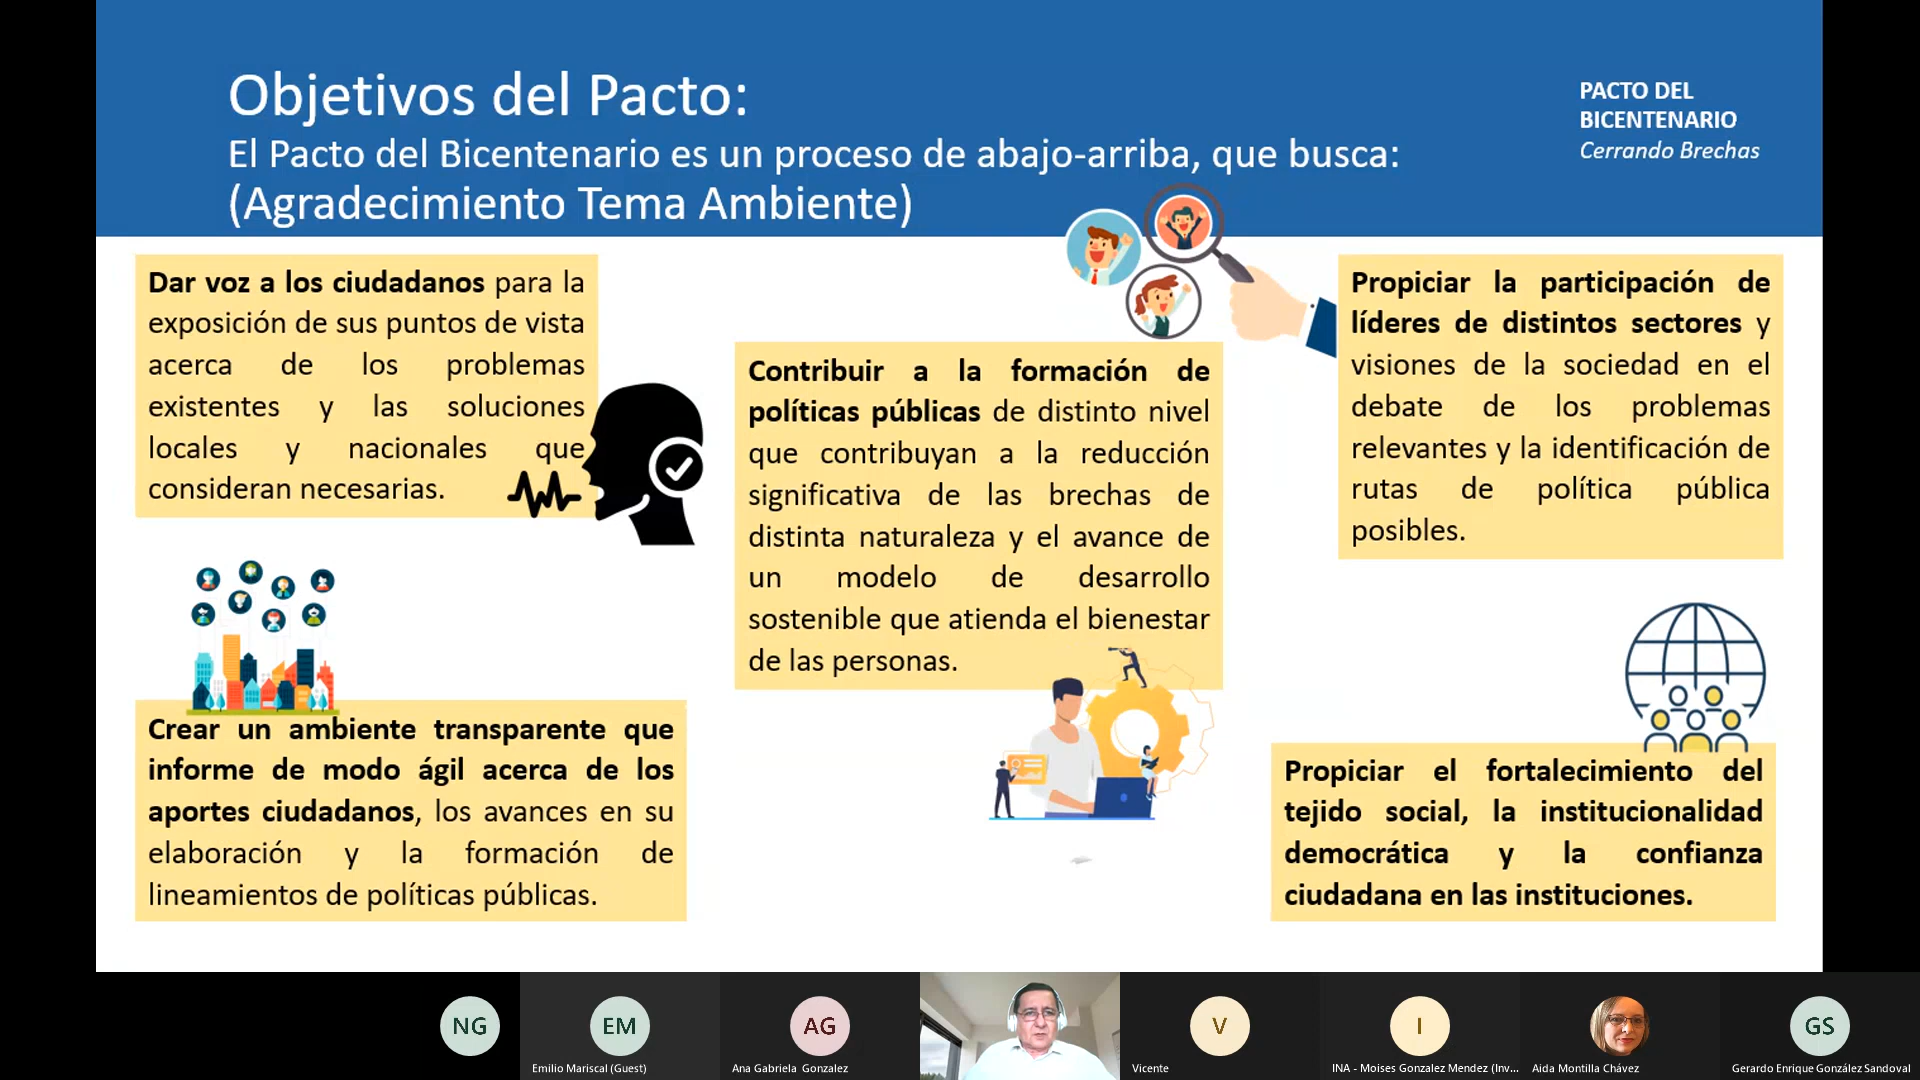 Objetivos del Pacto:
El Pacto del Bicentenario es un proceso de abajo-arriba, que busca:
(Agradecimiento Tema Ambiente)
PACTO DEL
BICENTENARIO
Cerrando Brechas
Dar voz a los ciudadanos para la
exposición de sus puntos de vista
acerca de los problemas
existentes y las soluciones
locales y nacionales que
consideran necesarias.
Contribuir a la formación de
políticas públicas de distinto nivel
que contribuyan a la reducción
significativa de las brechas de
distinta naturaleza y el avance de
un modelo de desarrollo
sostenible que atienda el bienestar
de las personas.
Propiciar la participación de
líderes de distintos sectores y
visiones de la sociedad en el
debate de los problemas
relevantes y la identificación de
rutas de política pública
posibles.
Crear un ambiente transparente que
informe de modo ágil acerca de los
aportes ciudadanos, los avances en su
elaboración y la formación de
lineamientos de políticas públicas.
Propiciar el fortalecimiento del
tejido social, la institucionalidad
democrática y la confianza
ciudadana en las instituciones.
NG
EM
Emilio Mariscal (Guest)
AG
Ana Gabriela Gonzalez
V
Vicente
I
INA - Moises Gonzalez Mendez (Inv...
Aida Montilla Chávez
GS
Gerardo Enrique González Sandoval